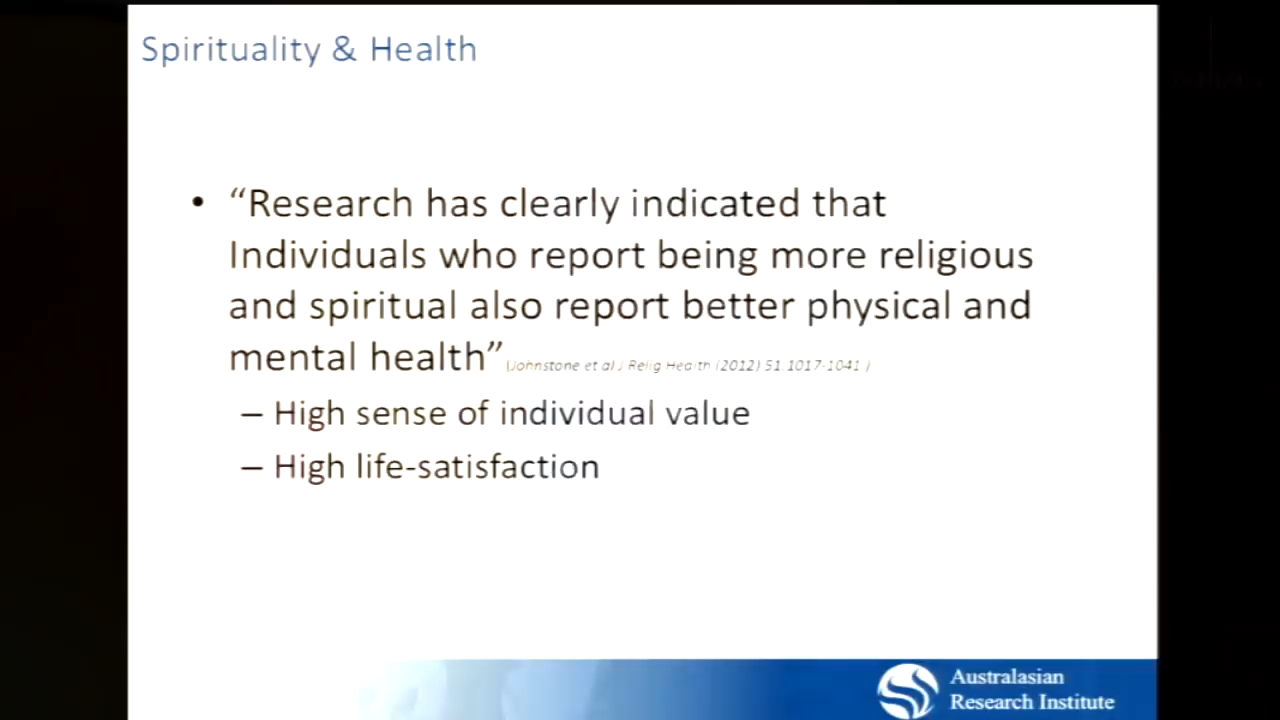 Spirituality & Health
• “Research has clearly indicated that
Individuals who report being more religious
and spiritual also report better physical and
mental health” (Johnstone et al J Relig Health (2012) 51:1017-1041 )
– High sense of individual value
– High life-satisfaction
Australasian
Research Institute